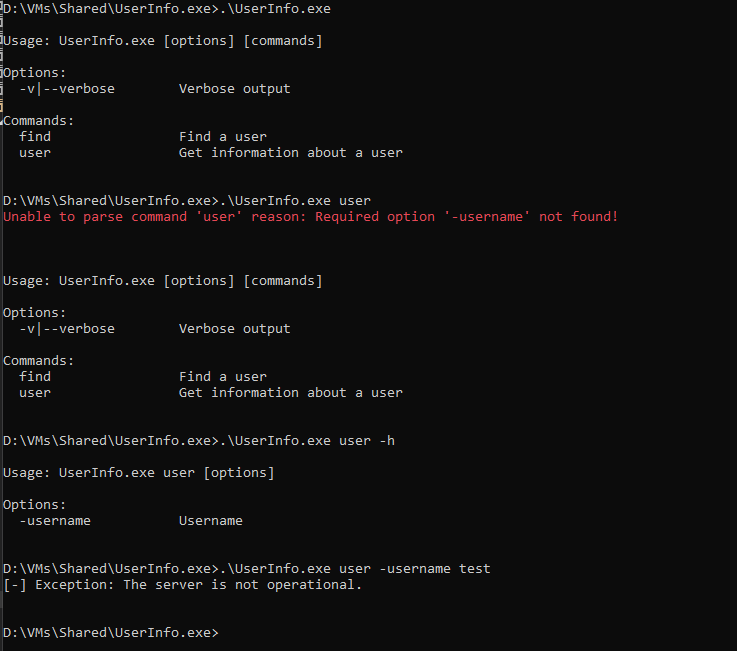 D:\VMs\Shared\UserInfo.exe>.\UserInfo.exe
Usage: UserInfo.exe [options] [commands]
Options:
-v|--verbose Verbose output
Commands:
find Find a user
user Get information about a user
D:\VMs\Shared\UserInfo.exe>.\UserInfo.exe user
Unable to parse command 'user' reason: Required option '-username' not found!
Usage: UserInfo.exe [options] [commands]
Options:
-v|--verbose Verbose output
Commands:
find Find a user
user Get information about a user
D:\VMs\Shared\UserInfo.exe>.\UserInfo.exe user -h
Usage: UserInfo.exe user [options]
Options:
-username Username
D:\VMs\Shared\UserInfo.exe>.\UserInfo.exe user -username test
[-] Exception: The server is not operational.
D:\VMs\Shared\UserInfo.exe>